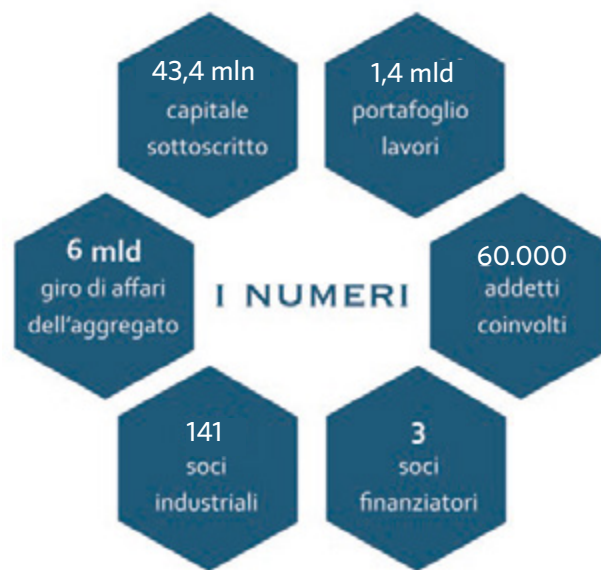 43,4 mln
capitale
sottoscritto
1,4 mld
portafoglio
lavori
6 mld
giro di affari
dell'aggregato
I NUMERI
60.000
addetti
coinvolti
141
soci
industriali
3
soci
finanziatori